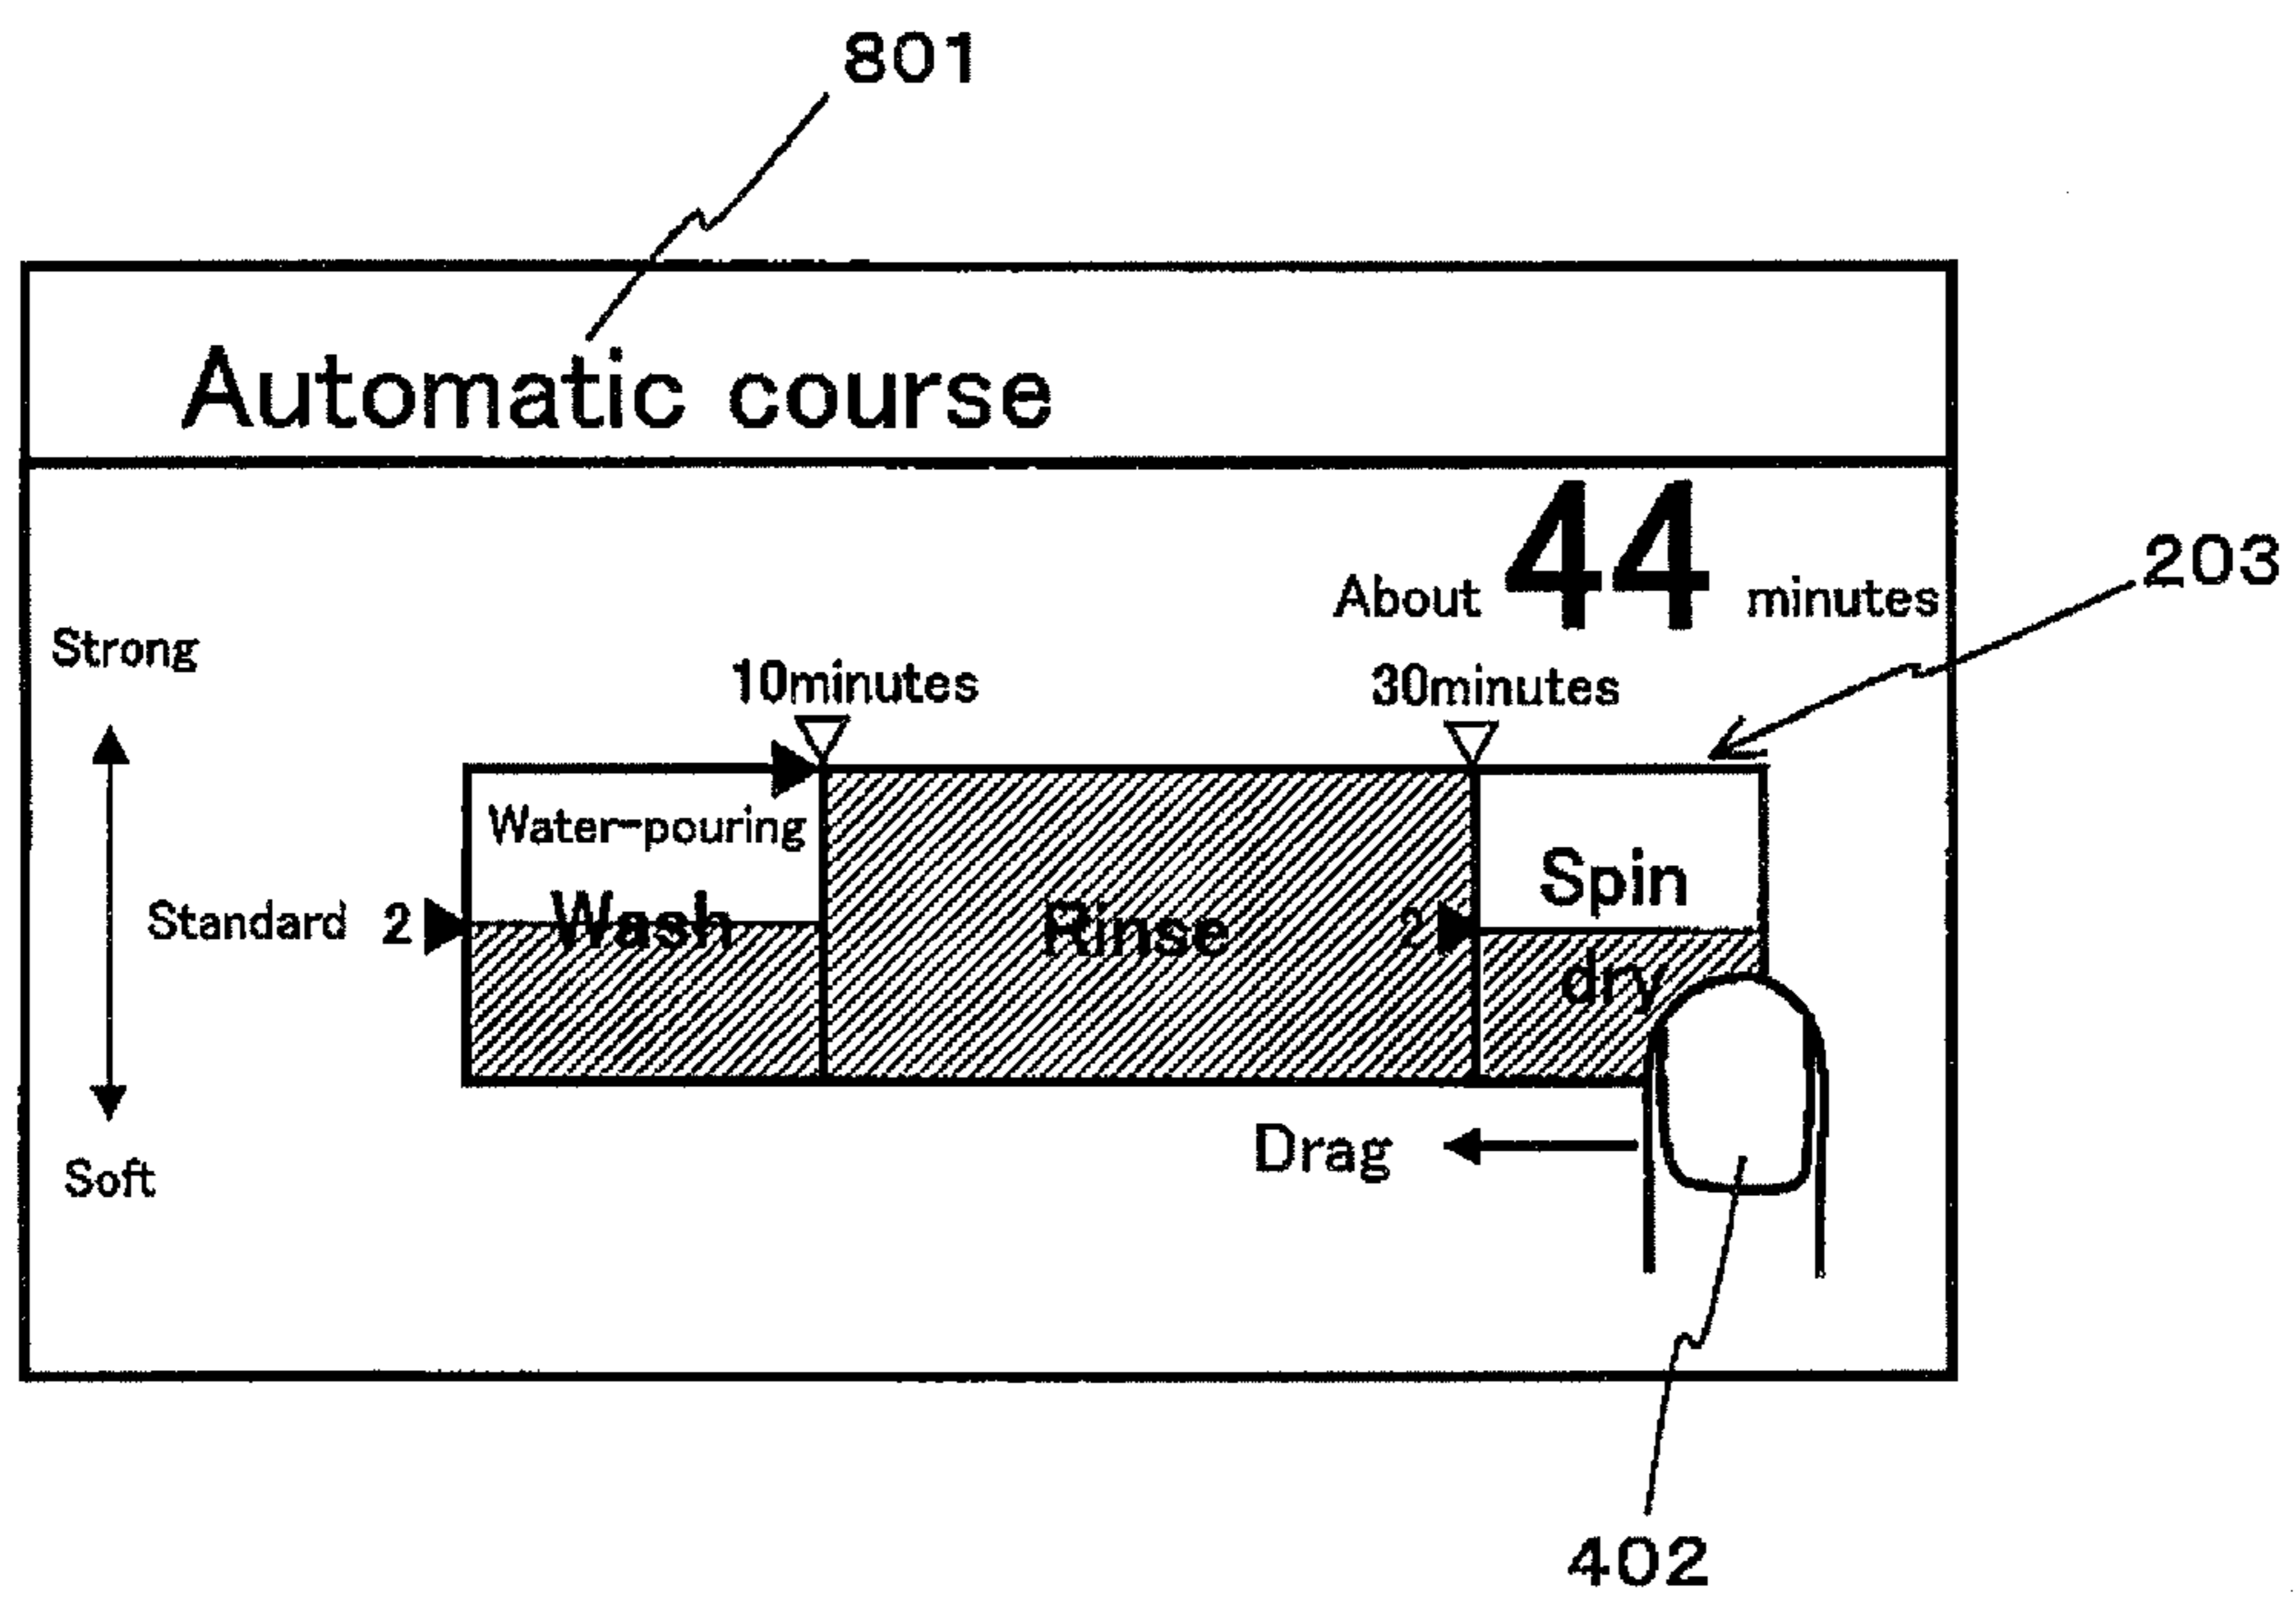 801
Automatic course
About 44 minutes
203
Strong
10minutes
30minutes
Water-pouring
Wash
Rinse
Spin
dry
Standard 2
2
Drag
Soft
402